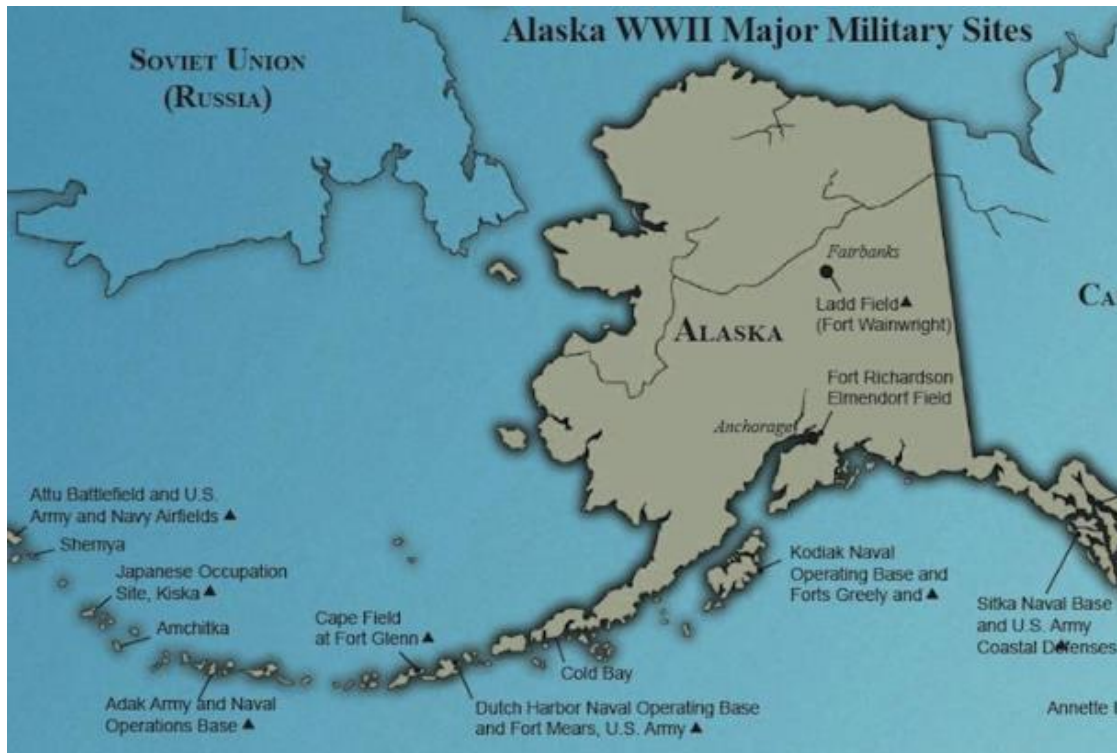 Alaska WWII Major Military Sites
SOVIET UNION
(RUSSIA)
Fairbanks
Ladd Field▲
(Fort Wainwright)
CA
ALASKA
Fort Richardson
Elmendorf Field
Anchorage
Attu Battlefield and U.S.
Army and Navy Airfields ▲
Shemya
Japanese Occupation
Site, Kiska ▲
Amchitka
Adak Army and Naval
Operations Base ▲
Cape Field
at Fort Glenn ▲
Cold Bay
Dutch Harbor Naval Operating Base
and Fort Mears, U.S. Army ▲
Kodiak Naval
Operating Base and
Forts Greely and ▲
Sitka Naval Base
and U.S. Army
Coastal Defenses
Annette